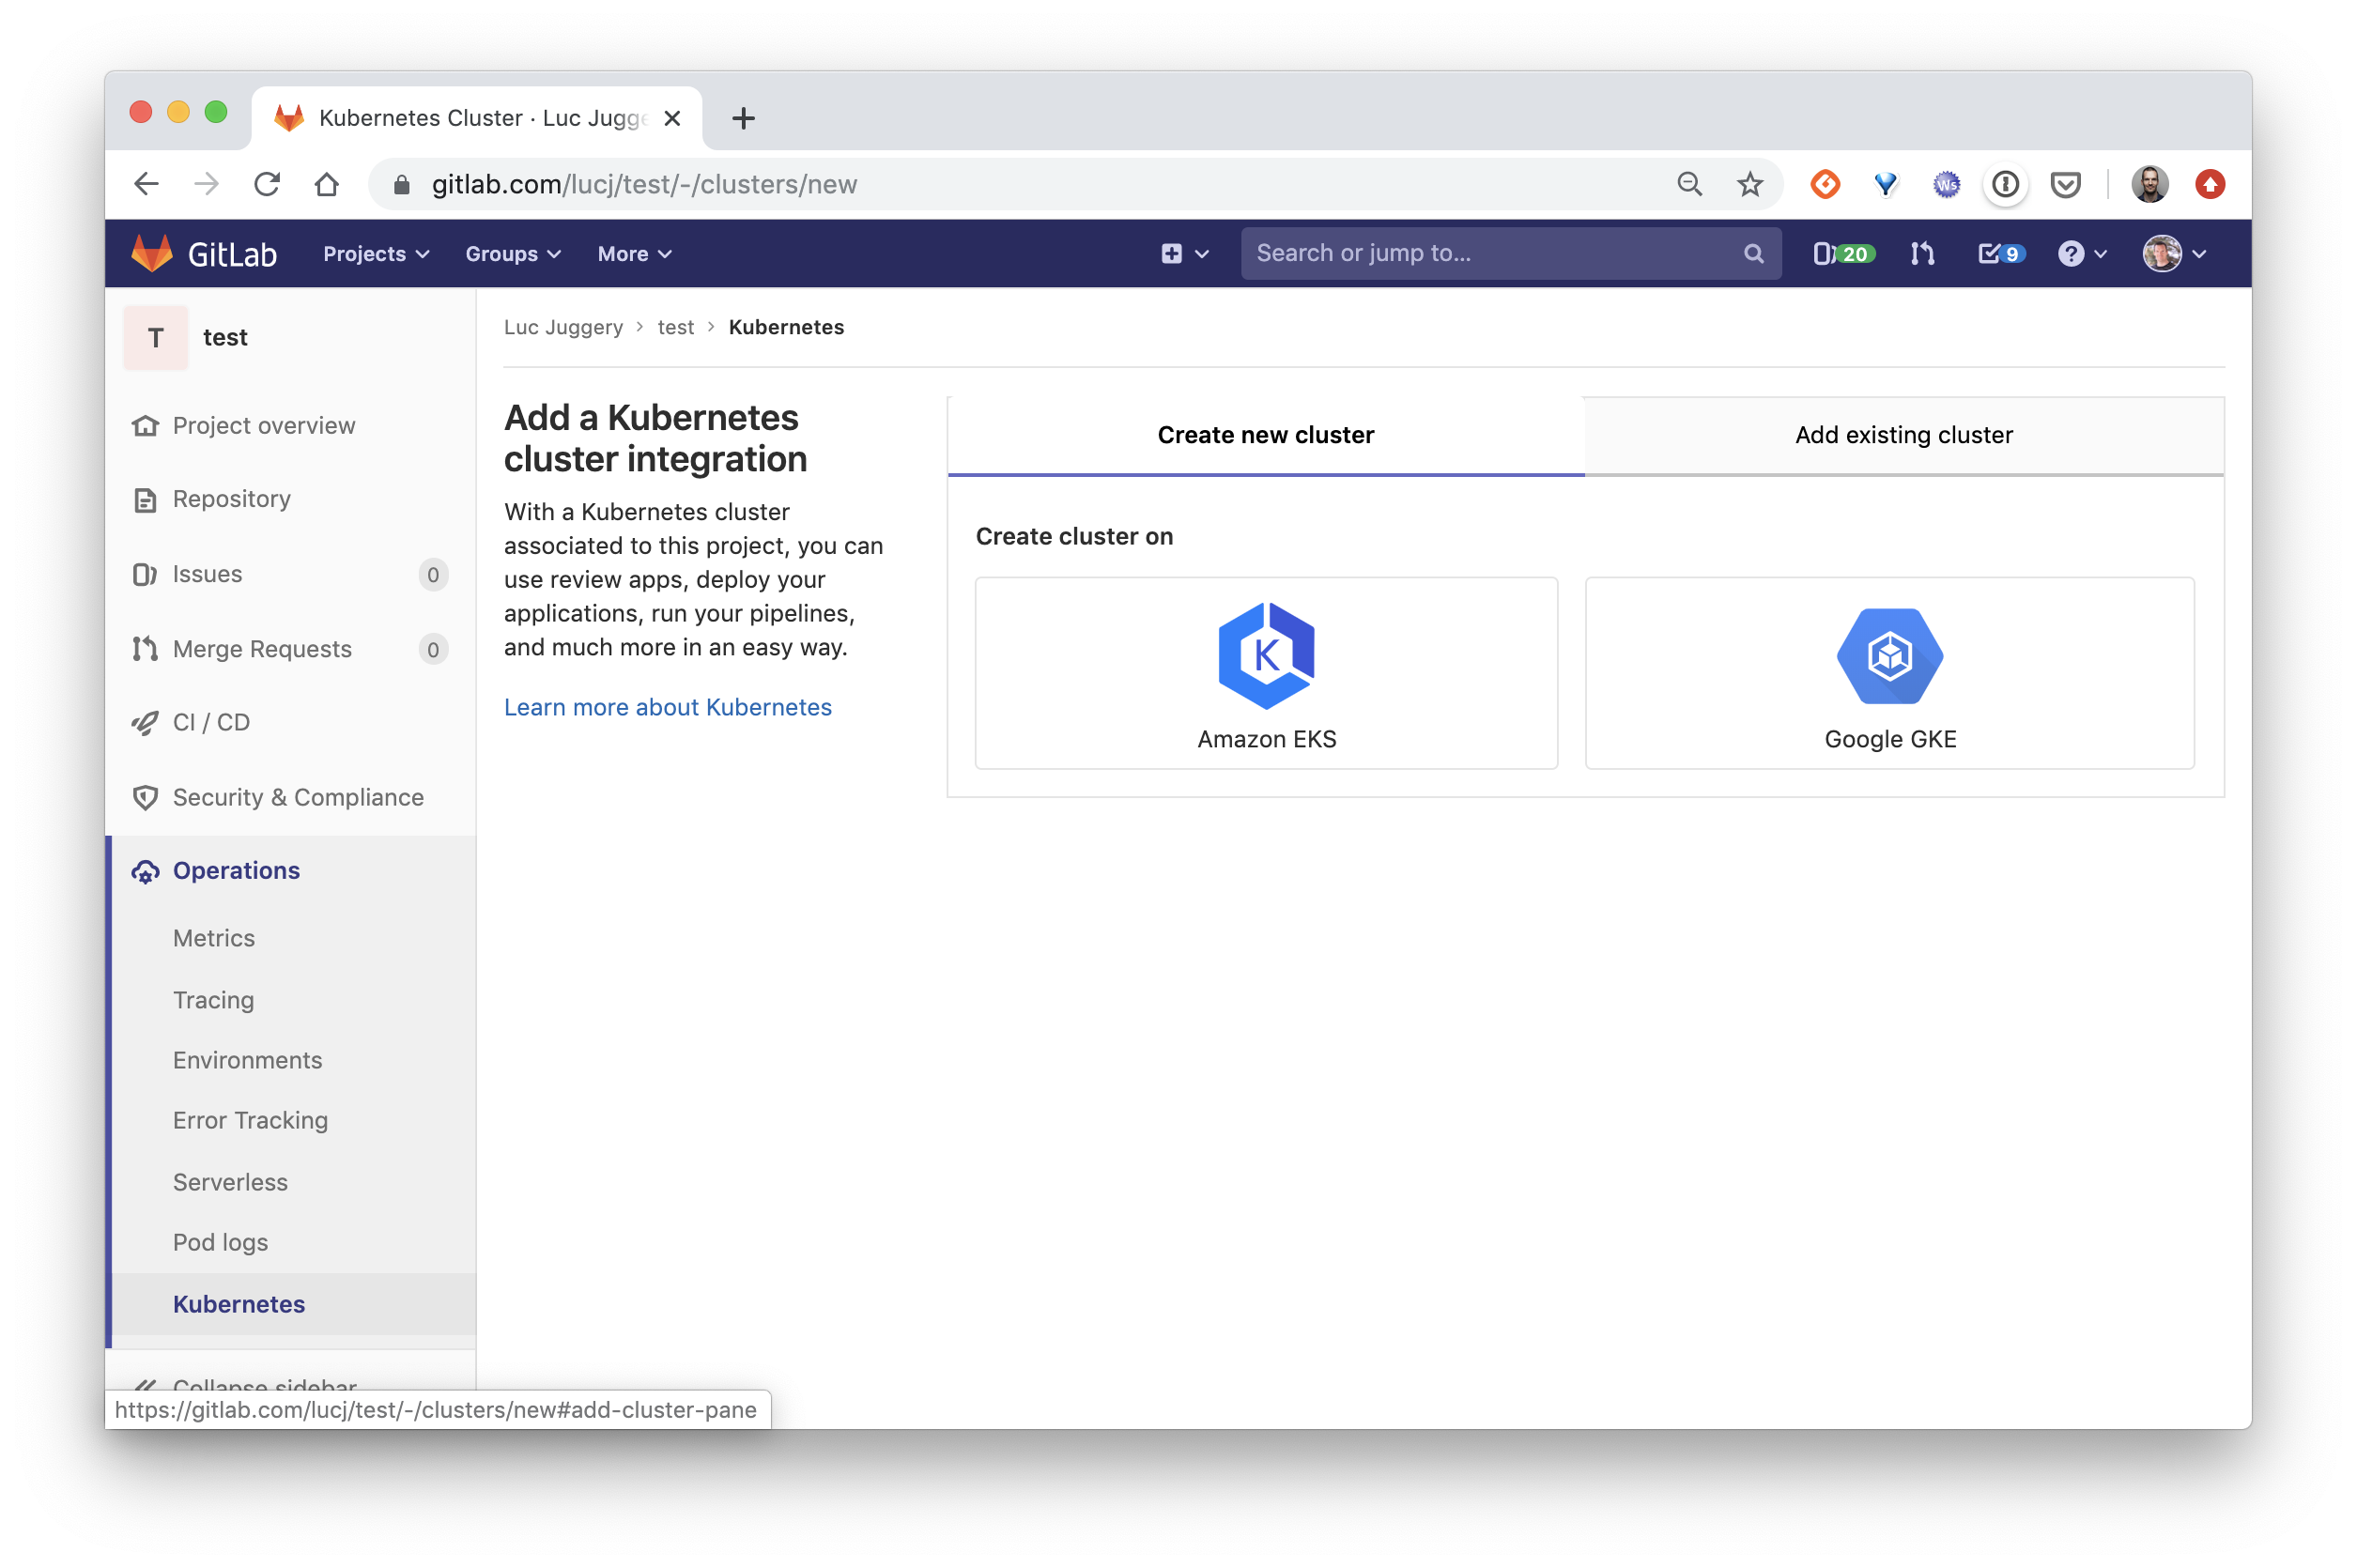 Kubernetes Cluster · Luc Jugge
gitlab.com/lucj/test/-/clusters/new
Ws
GitLab
Projects
Groups
More
Search or jump to...
20
9
?
T
test
Project overview
Repository
Issues
0
Merge Requests
0
CI / CD
Security & Compliance
Operations
Metrics
Tracing
Environments
Error Tracking
Serverless
Pod logs
Kubernetes
Collapse sidebar
https://gitlab.com/lucj/test/-/clusters/new#add-cluster-pane
Luc Juggery > test > Kubernetes
Add a Kubernetes
cluster integration
With a Kubernetes cluster
associated to this project, you can
use review apps, deploy your
applications, run your pipelines,
and much more in an easy way.
Learn more about Kubernetes
Create new cluster
Add existing cluster
Create cluster on
K
Amazon EKS
Google GKE